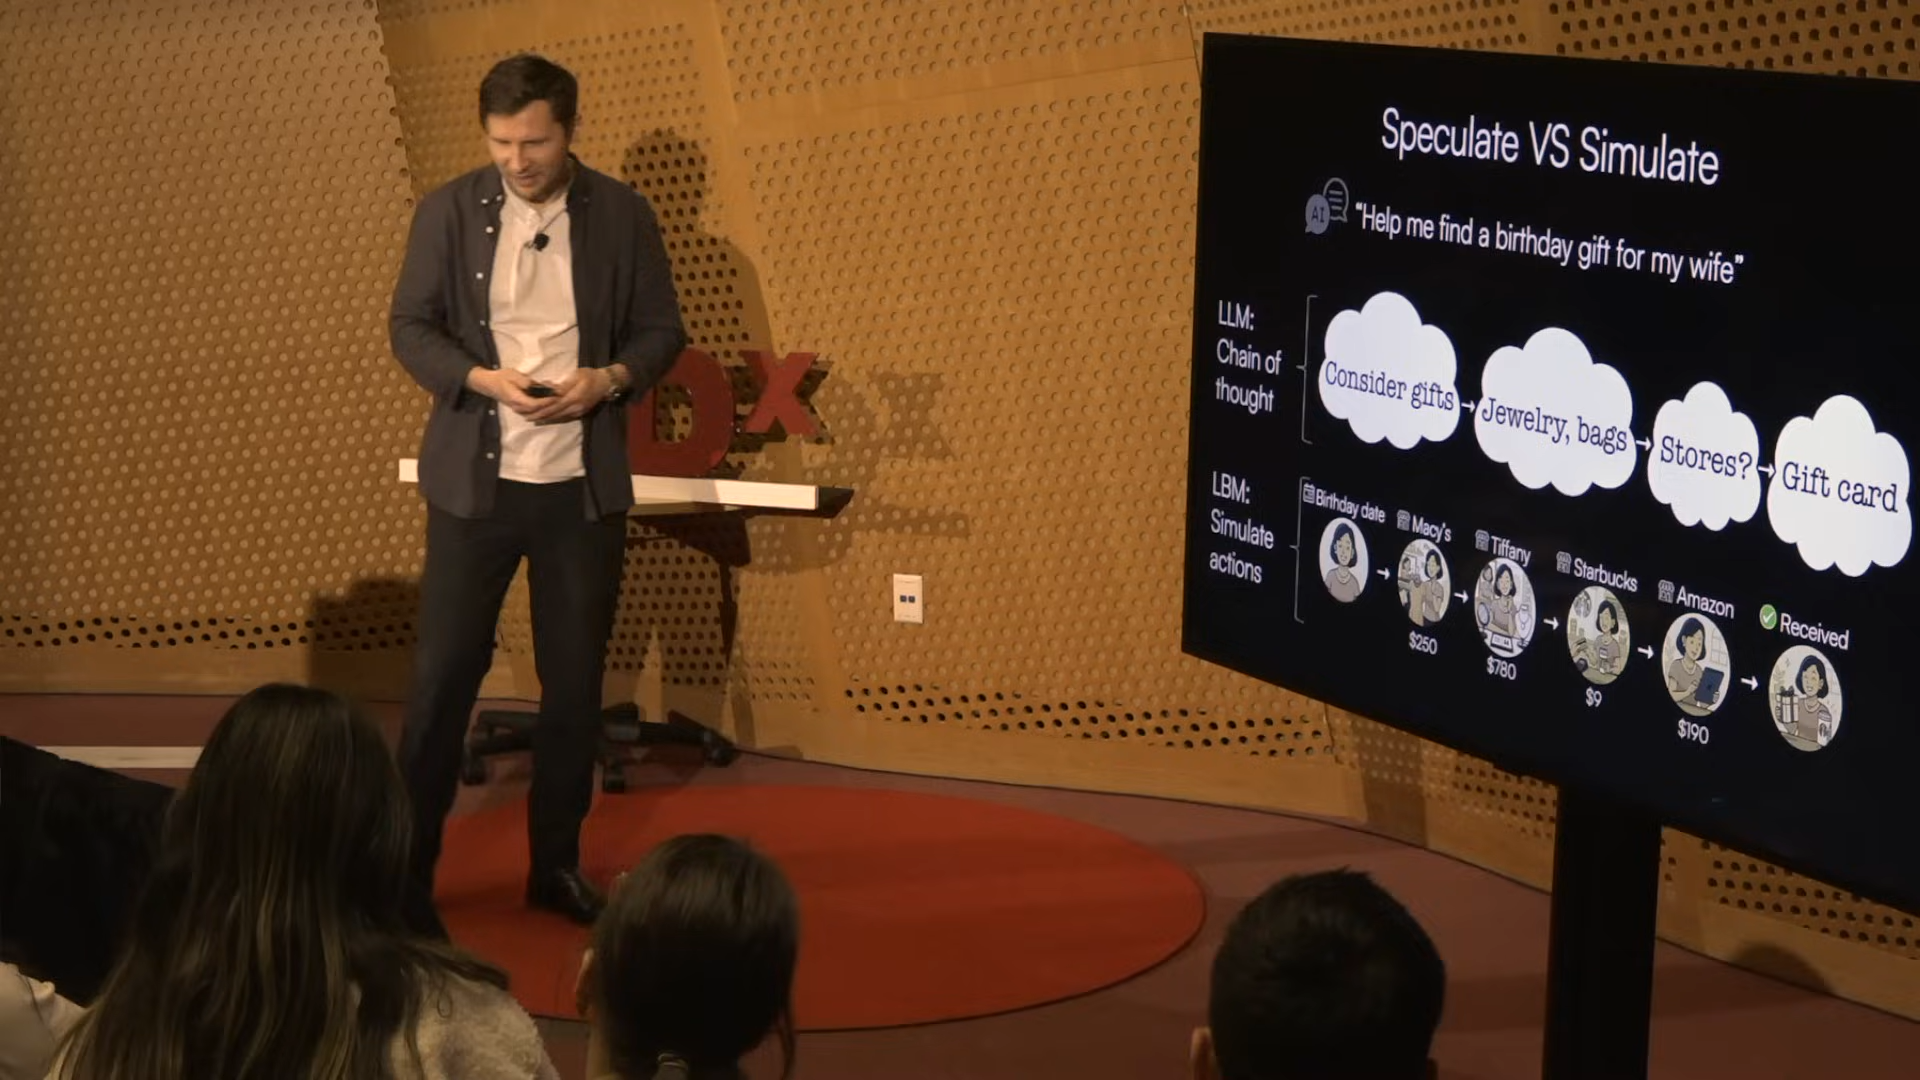 Speculate VS Simulate
AI
“Help me find a birthday gift for my wife”
LLM:
Chain of
thought
Consider gifts
Jewelry, bags
Stores?
Gift card
LBM:
Simulate
actions
Birthday date
Macy's
Tiffany
Starbucks
Amazon
Received
$250
$780
$9
$190
Dx